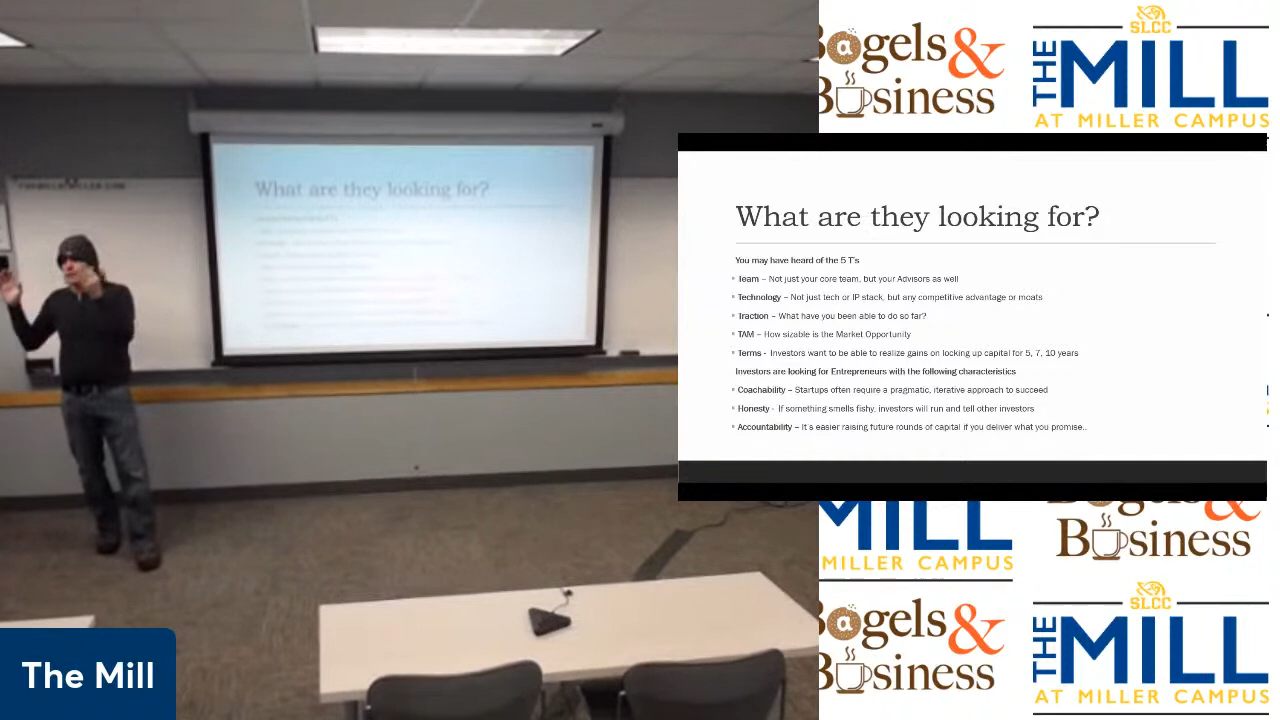 Bagels &
Business
SLCC
THE MILL
AT MILLER CAMPUS
What are they looking for?
What are they looking for?
You may have heard of the 5 T's
Team – Not just your core team, but your Advisors as well
Technology – Not just tech or IP stack, but any competitive advantage or moats
Traction – What have you been able to do so far?
TAM – How sizable is the Market Opportunity
Terms - Investors want to be able to realize gains on locking up capital for 5, 7, 10 years
Investors are looking for Entrepreneurs with the following characteristics
Coachability – Startups often require a pragmatic, iterative approach to succeed
Honesty - If something smells fishy, investors will run and tell other investors
Accountability – It's easier raising future rounds of capital if you deliver what you promise..
MILL
MILLER CAMPUS
Bagels &
Business
Bagels &
Business
SLCC
THE MILL
AT MILLER CAMPUS
The Mill